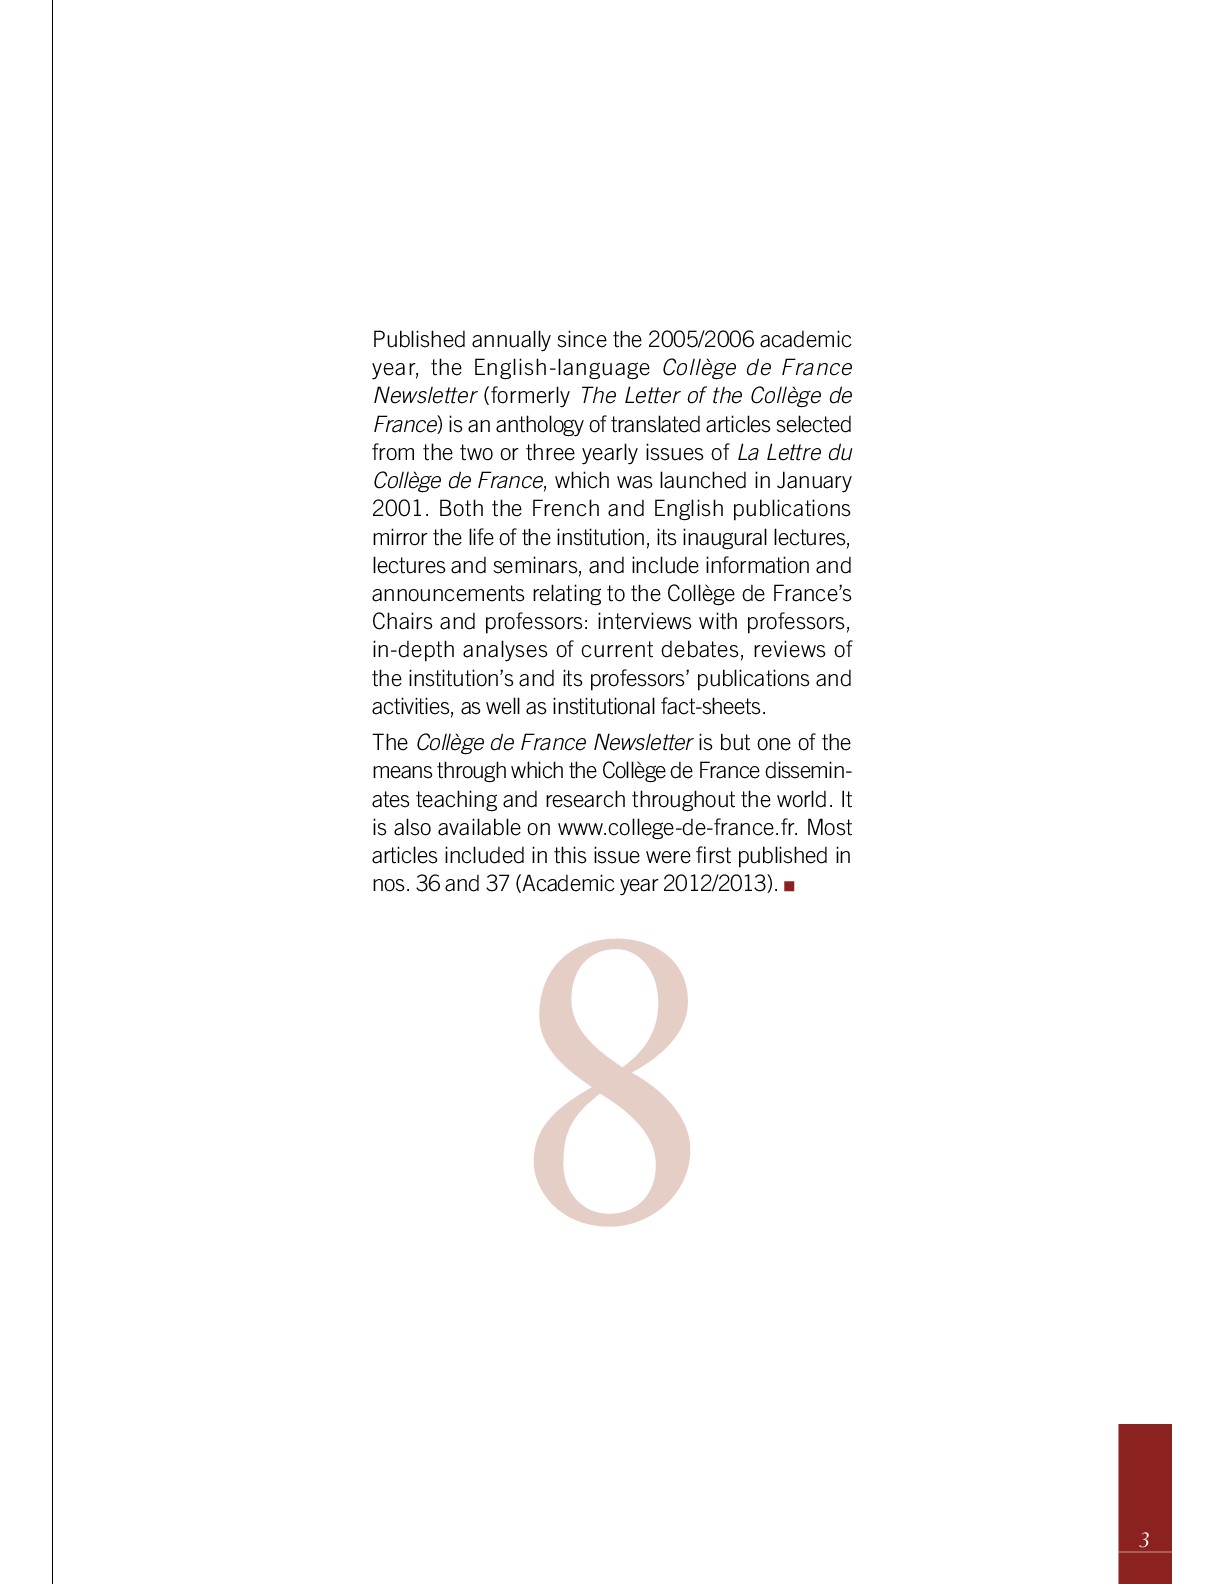 Published annually since the 2005/2006 academic
year, the English-language Collège de France
Newsletter (formerly The Letter of the Collège de
France) is an anthology of translated articles selected
from the two or three yearly issues of La Lettre du
Collège de France, which was launched in January
2001. Both the French and English publications
mirror the life of the institution, its inaugural lectures,
lectures and seminars, and include information and
announcements relating to the Collège de France’s
Chairs and professors: interviews with professors,
in-depth analyses of current debates, reviews of
the institution’s and its professors’ publications and
activities, as well as institutional fact-sheets.
The Collège de France Newsletter is but one of the
means through which the Collège de France dissemin-
ates teaching and research throughout the world. It
is also available on www.college-de-france.fr. Most
articles included in this issue were first published in
nos. 36 and 37 (Academic year 2012/2013). ■
8
3